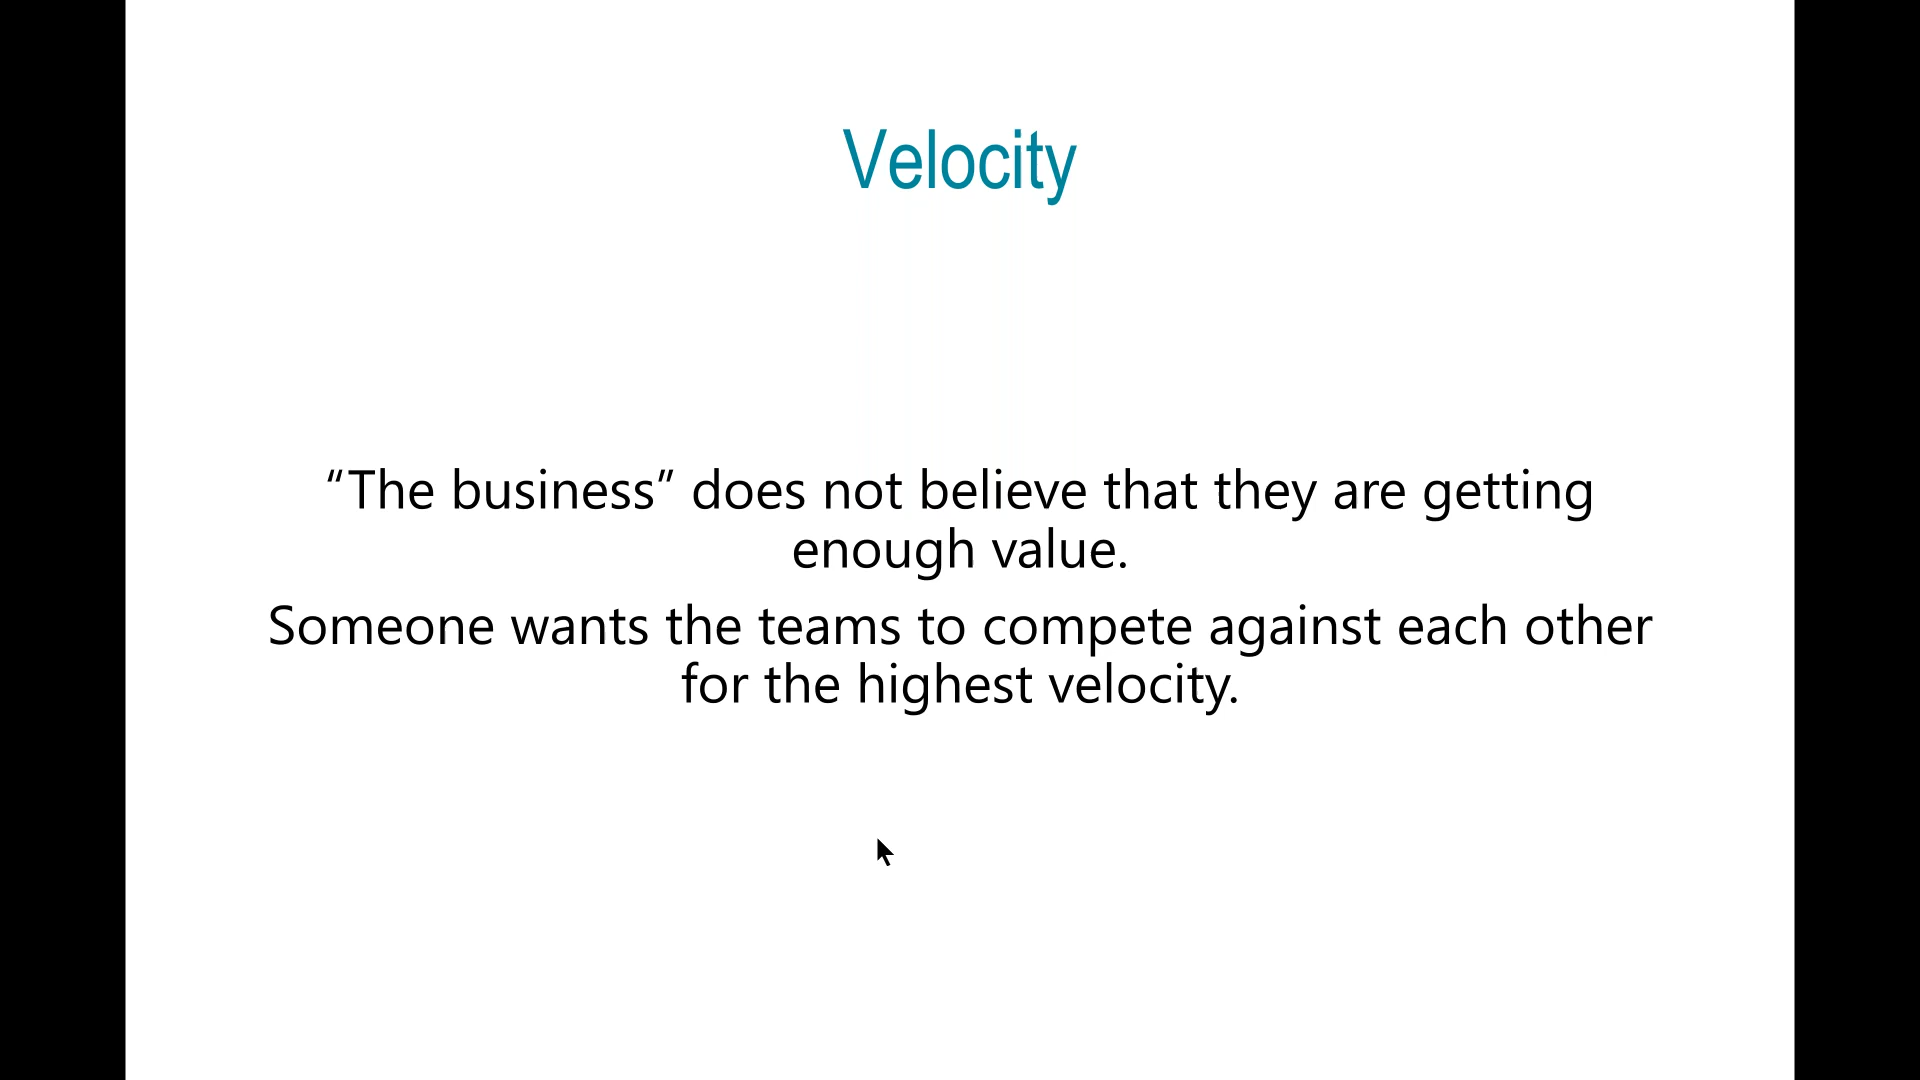 Velocity
“The business” does not believe that they are getting
enough value.
Someone wants the teams to compete against each other
for the highest velocity.